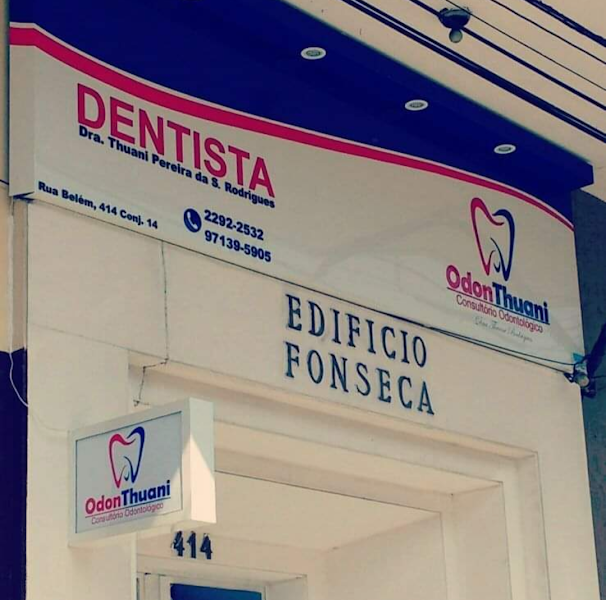 DENTISTA
Dra. Thuani Pereira da S. Rodrigues
Rua Belém, 414 Conj. 14
2292-2532
97139-5905
OdonThuani
Consultório Odontológico
EDIFICIO
FONSECA
OdonThuani
Consultório Odontológico
414